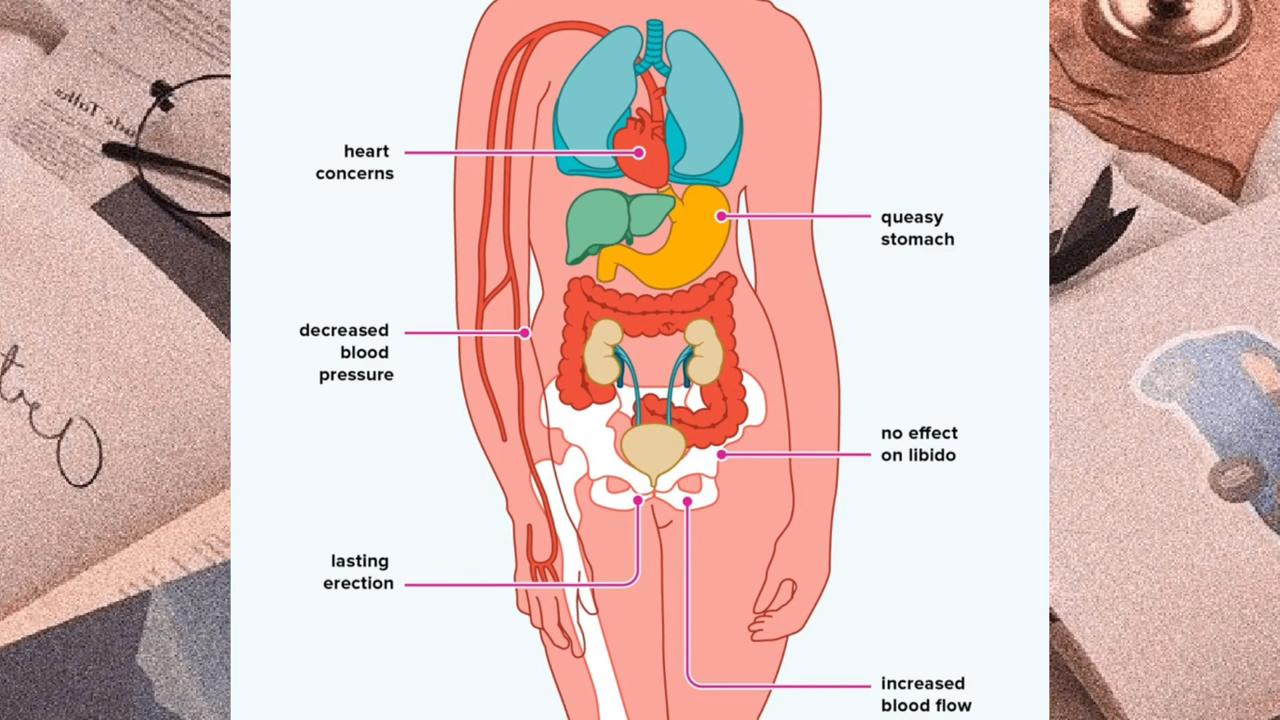 heart
concerns
queasy
stomach
decreased
blood
pressure
no effect
on libido
lasting
erection
increased
blood flow